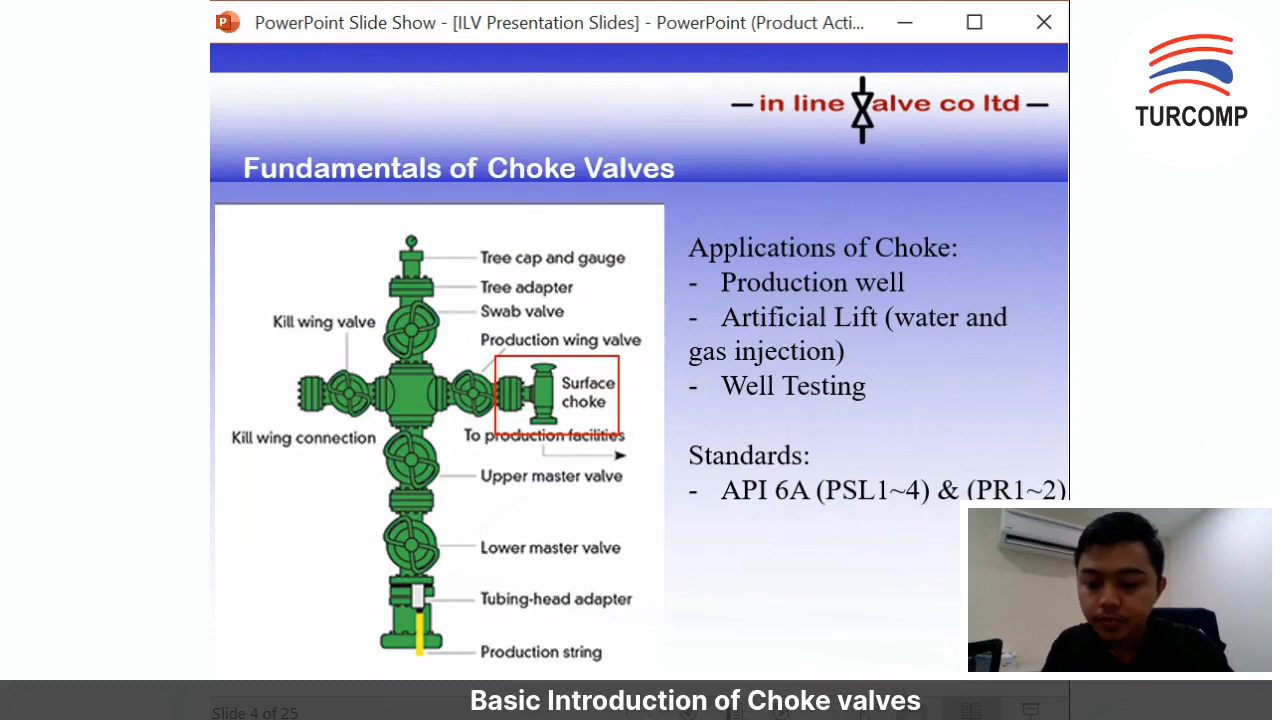 PowerPoint Slide Show - [ILV Presentation Slides] - PowerPoint (Product Acti...
TURCOMP
in line valve co ltd
Fundamentals of Choke Valves
Tree cap and gauge
Tree adapter
Swab valve
Kill wing valve
Production wing valve
Surface
choke
Kill wing connection
To production facilities
Upper master valve
Lower master valve
Tubing-head adapter
Production string
Applications of Choke:
- Production well
- Artificial Lift (water and
gas injection)
- Well Testing
Standards:
- API 6A (PSL1~4) & (PR1~2)
Basic Introduction of Choke valves
Slide 4 of 25